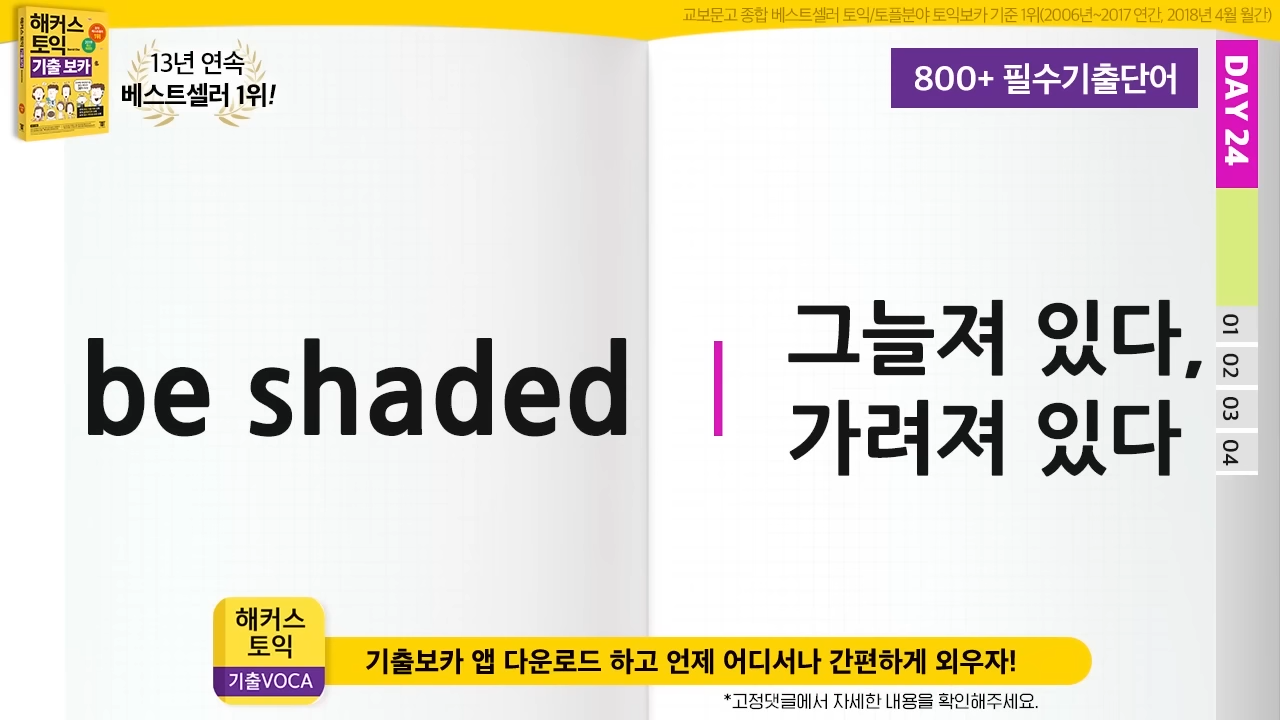 교보문고 종합 베스트셀러 토익/토플분야 토익보카 기준 1위(2006년~2017 연간, 2018년 4월 월간)
해커스
토익
기출 보카
13년 연속
베스트셀러 1위!
800+ 필수기출단어
DAY 24
01
02
03
04
be shaded
그늘져 있다,
가려져 있다
해커스
토익
기출VOCA
기출보카 앱 다운로드 하고 언제 어디서나 간편하게 외우자!
*고정댓글에서 자세한 내용을 확인해주세요.